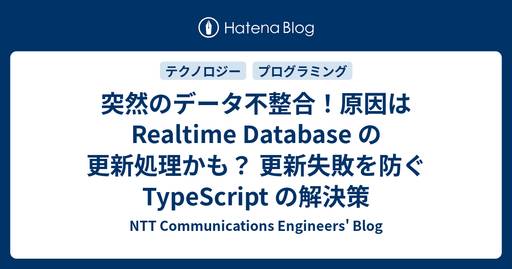 Hatena Blog
テクノロジー プログラミング
突然のデータ不整合！原因は
Realtime Database の
更新処理かも？ 更新失敗を防ぐ
TypeScript の解決策
NTT Communications Engineers' Blog